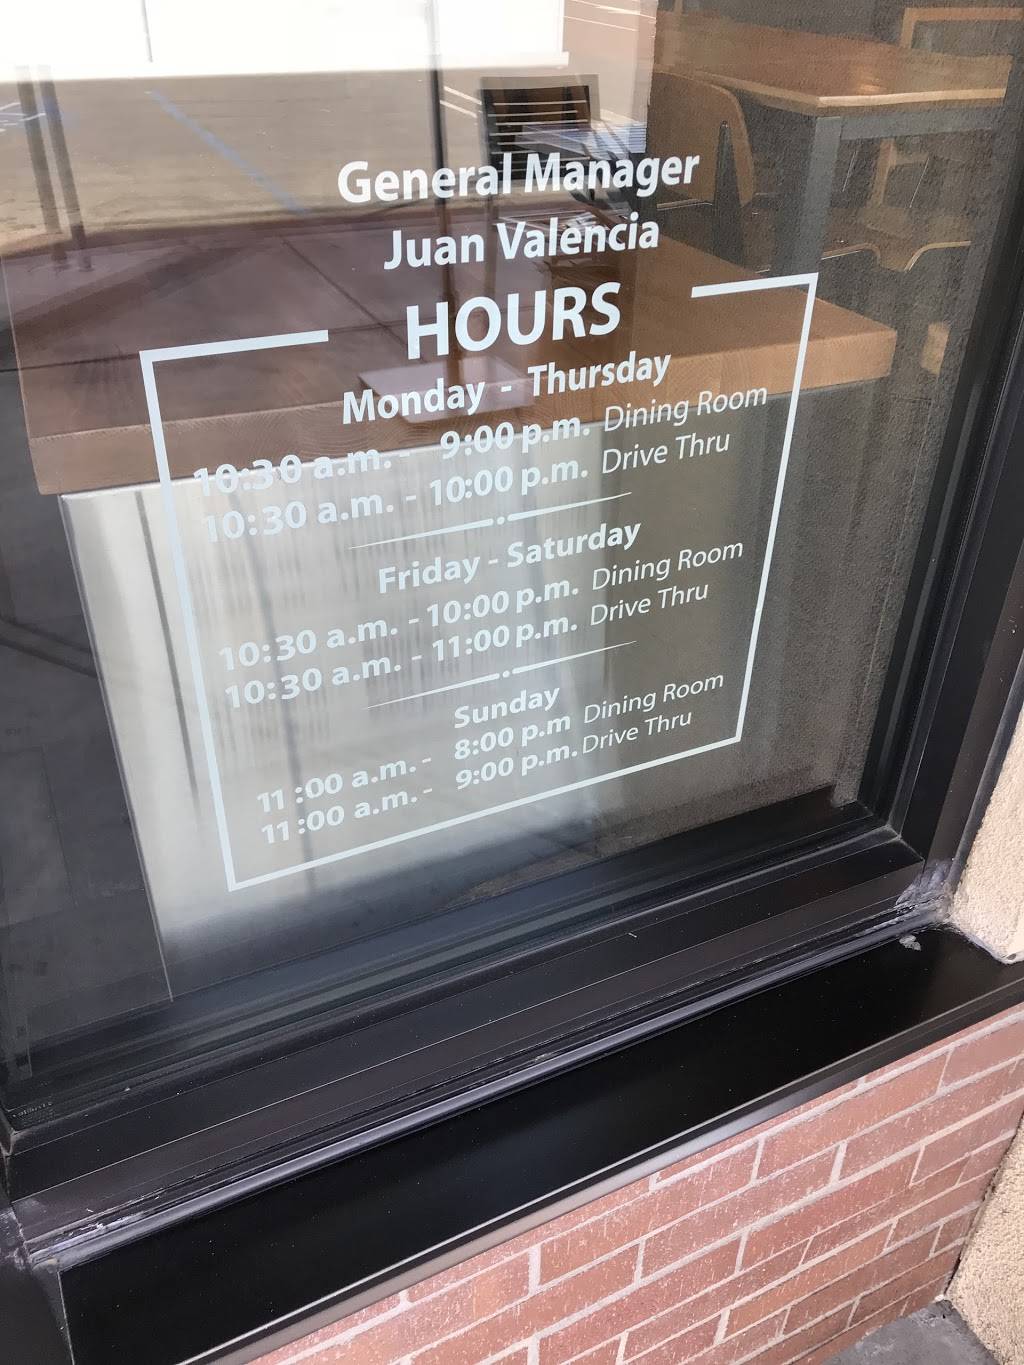 General Manager
Juan Valencia
HOURS
Monday - Thursday
10:30 a.m. - 9:00 p.m. Dining Room
10:30 a.m. - 10:00 p.m. Drive Thru
Friday - Saturday
10:30 a.m. - 10:00 p.m. Dining Room
10:30 a.m. - 11:00 p.m. Drive Thru
Sunday
11 :00 a.m. - 8:00 p.m Dining Room
11 :00 a.m. - 9:00 p.m. Drive Thru